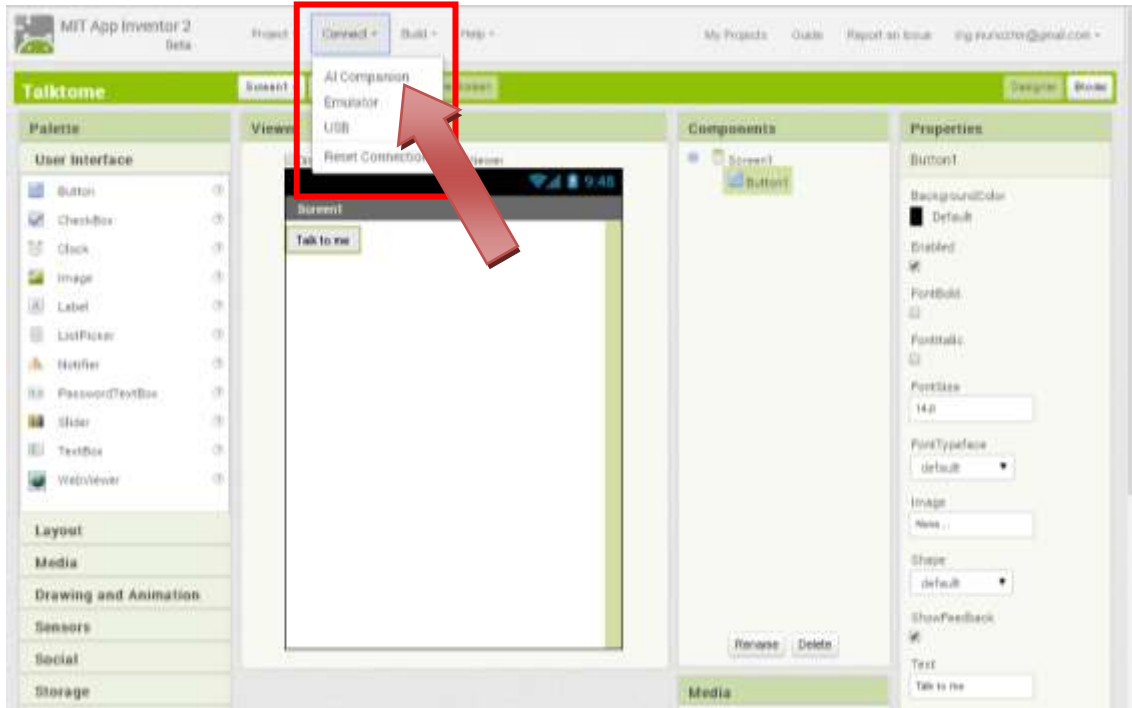 MIT App Inventor 2
Beta
Project
Connect
Build
Help
My Projects
Guide
Report an Issue
Talktome
Screen1
Designer
Blocks
AI Companion
Emulator
USB
Reset Connection
Palette
User Interface
Button
CheckBox
Clock
Image
Label
ListPicker
Notifier
PasswordTextBox
Slider
TextBox
WebViewer
Layout
Media
Drawing and Animation
Sensors
Social
Storage
Viewer
9:48
Screen1
Talk to me
Components
Screen1
Button1
Rename
Delete
Media
Properties
Button1
BackgroundColor
Default
Enabled
FontBold
FontItalic
FontSize
14.0
FontTypeface
default
Image
None...
Shape
default
ShowFeedback
Text
Talk to me